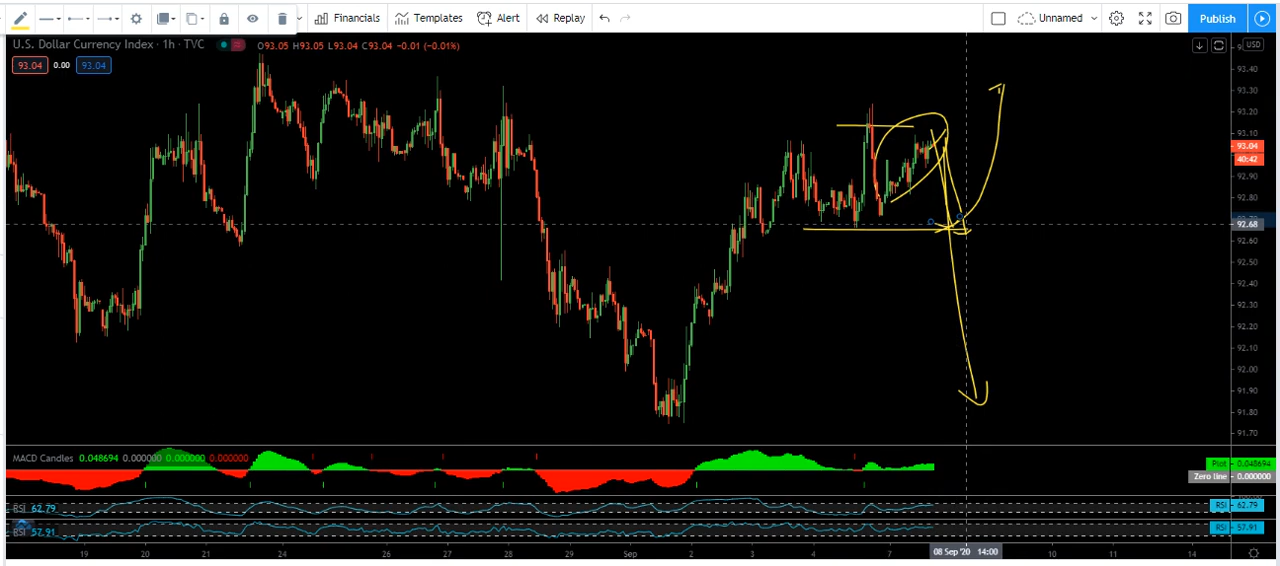 Financials Templates Alert Replay Unnamed Publish
U.S. Dollar Currency Index · 1h · TVC O93.05 H93.05 L93.04 C93.04 −0.01 (−0.01%) USD
93.04 0.00 93.04
93.40
93.30
93.20
93.10
93.04
40:42
92.90
92.80
92.68
92.60
92.50
92.40
92.30
92.20
92.10
92.00
91.90
91.80
91.70
MACD Candles 0.048694 0.000000 0.000000 0.000000
Plot 0.048694
Zero line 0.000000
RSI 62.79 RSI 62.79
RSI 57.91 RSI 57.91
19 20 21 24 25 26 27 28 29 Sep 2 3 4 7 08 Sep '20 14:00 10 11 14